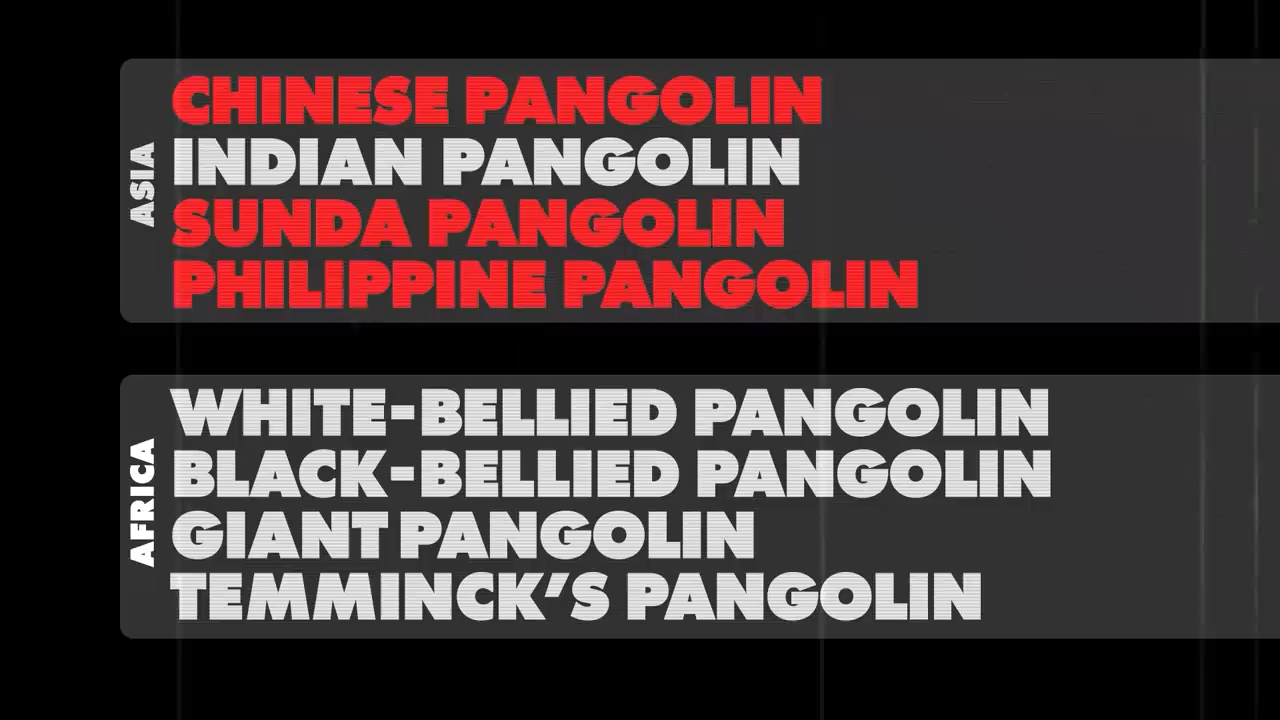 ASIA
CHINESE PANGOLIN
INDIAN PANGOLIN
SUNDA PANGOLIN
PHILIPPINE PANGOLIN
AFRICA
WHITE-BELLIED PANGOLIN
BLACK-BELLIED PANGOLIN
GIANT PANGOLIN
TEMMINCK’S PANGOLIN